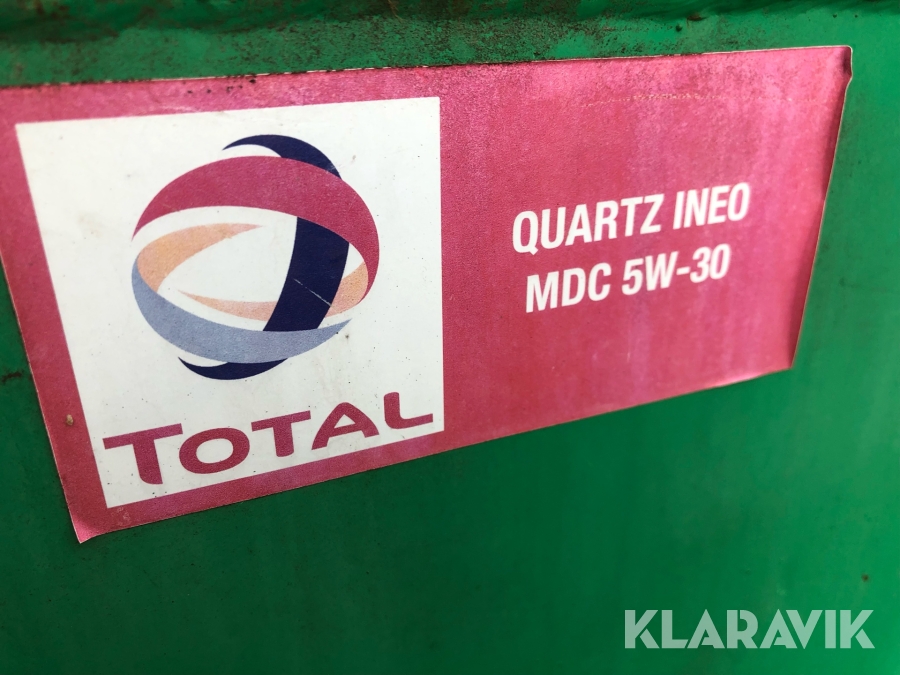 QUARTZ INEO
MDC 5W-30
TOTAL
KLARAVIK